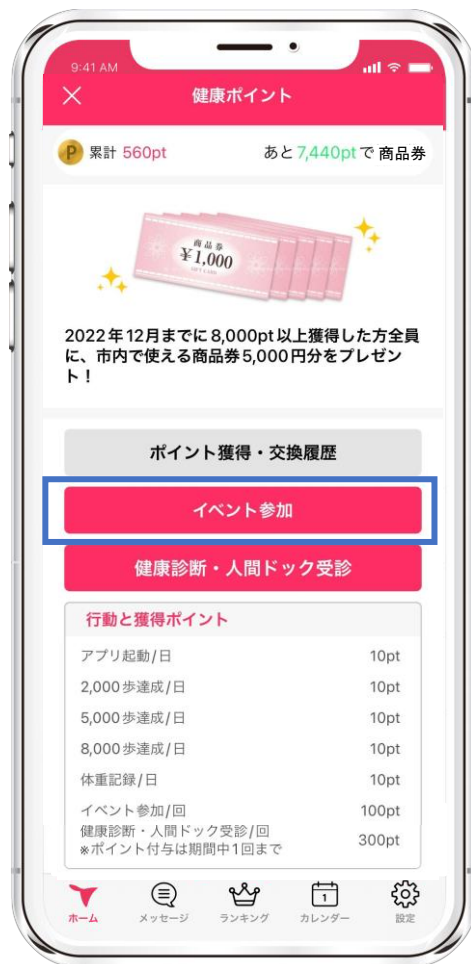 9:41 AM
健康ポイント
P 累計 560pt あと7,440ptで 商品券
商品券
¥1,000
GIFT CARD
2022年12月までに8,000pt以上獲得した方全員
に、市内で使える商品券5,000円分をプレゼン
ト！
ポイント獲得・交換履歴
イベント参加
健康診断・人間ドック受診
行動と獲得ポイント
アプリ起動/日 10pt
2,000歩達成/日 10pt
5,000歩達成/日 10pt
8,000歩達成/日 10pt
体重記録/日 10pt
イベント参加/回 100pt
健康診断・人間ドック受診/回
※ポイント付与は期間中1回まで 300pt
1
ホーム メッセージ ランキング カレンダー 設定